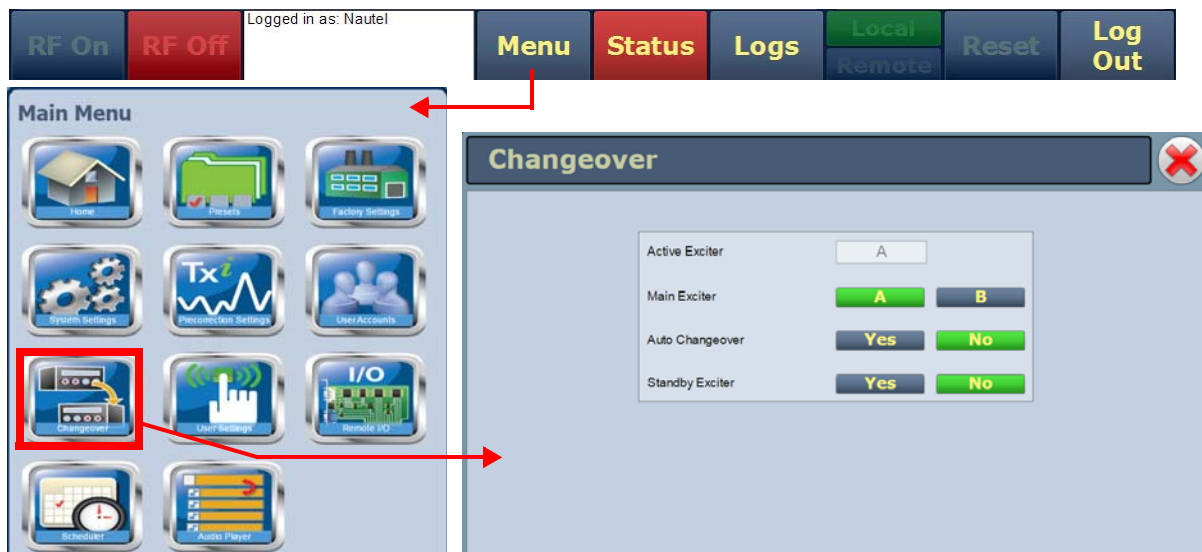 Logged in as: Nautel
RF On RF Off Menu Status Logs Local Remote Reset Log Out
Main Menu
Home Presets Factory Settings
TxI
System Settings Precorrection Settings User Accounts
I/O
Changeover User Settings Remote I/O
Scheduler Audio Player
Changeover
Active Exciter A
Main Exciter A B
Auto Changeover Yes No
Standby Exciter Yes No